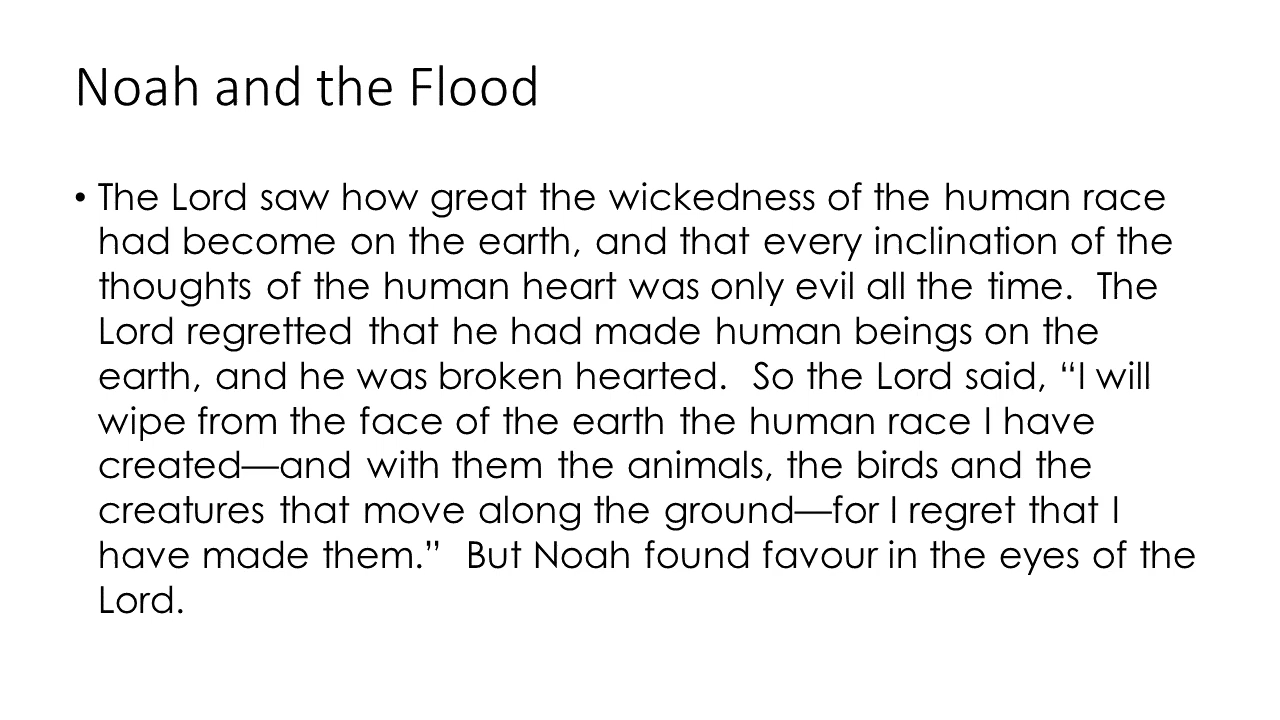 Noah and the Flood
• The Lord saw how great the wickedness of the human race
had become on the earth, and that every inclination of the
thoughts of the human heart was only evil all the time.  The
Lord regretted that he had made human beings on the
earth, and he was broken hearted.  So the Lord said, “I will
wipe from the face of the earth the human race I have
created—and with them the animals, the birds and the
creatures that move along the ground—for I regret that I
have made them.”  But Noah found favour in the eyes of the
Lord.